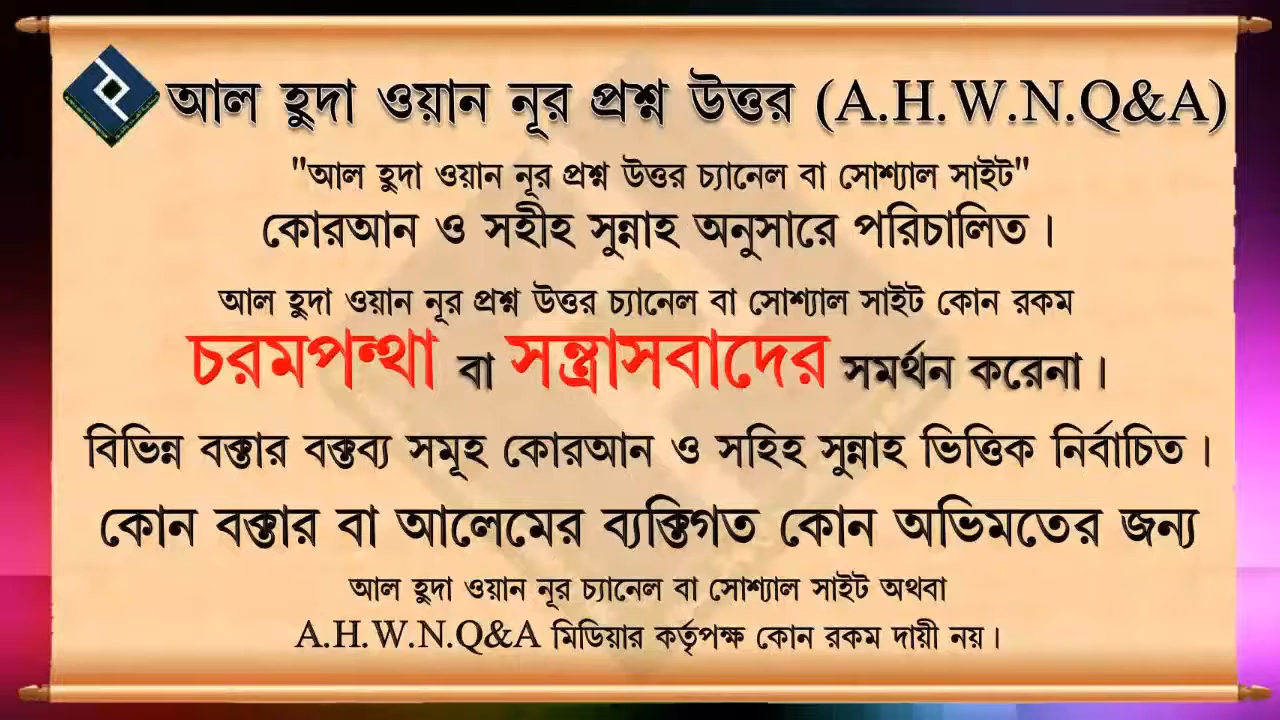 আল হুদা ওয়ান নূর প্রশ্ন উত্তর (A.H.W.N.Q&A)
"আল হুদা ওয়ান নূর প্রশ্ন উত্তর চ্যানেল বা সোশ্যাল সাইট"
কোরআন ও সহীহ সুন্নাহ অনুসারে পরিচালিত।
আল হুদা ওয়ান নূর প্রশ্ন উত্তর চ্যানেল বা সোশ্যাল সাইট কোন রকম
চরমপন্থা বা সন্ত্রাসবাদের সমর্থন করেনা।
বিভিন্ন বক্তার বক্তব্য সমূহ কোরআন ও সহিহ সুন্নাহ ভিত্তিক নির্বাচিত।
কোন বক্তার বা আলেমের ব্যক্তিগত কোন অভিমতের জন্য
আল হুদা ওয়ান নূর চ্যানেল বা সোশ্যাল সাইট অথবা
A.H.W.N.Q&A মিডিয়ার কর্তৃপক্ষ কোন রকম দায়ী নয়।